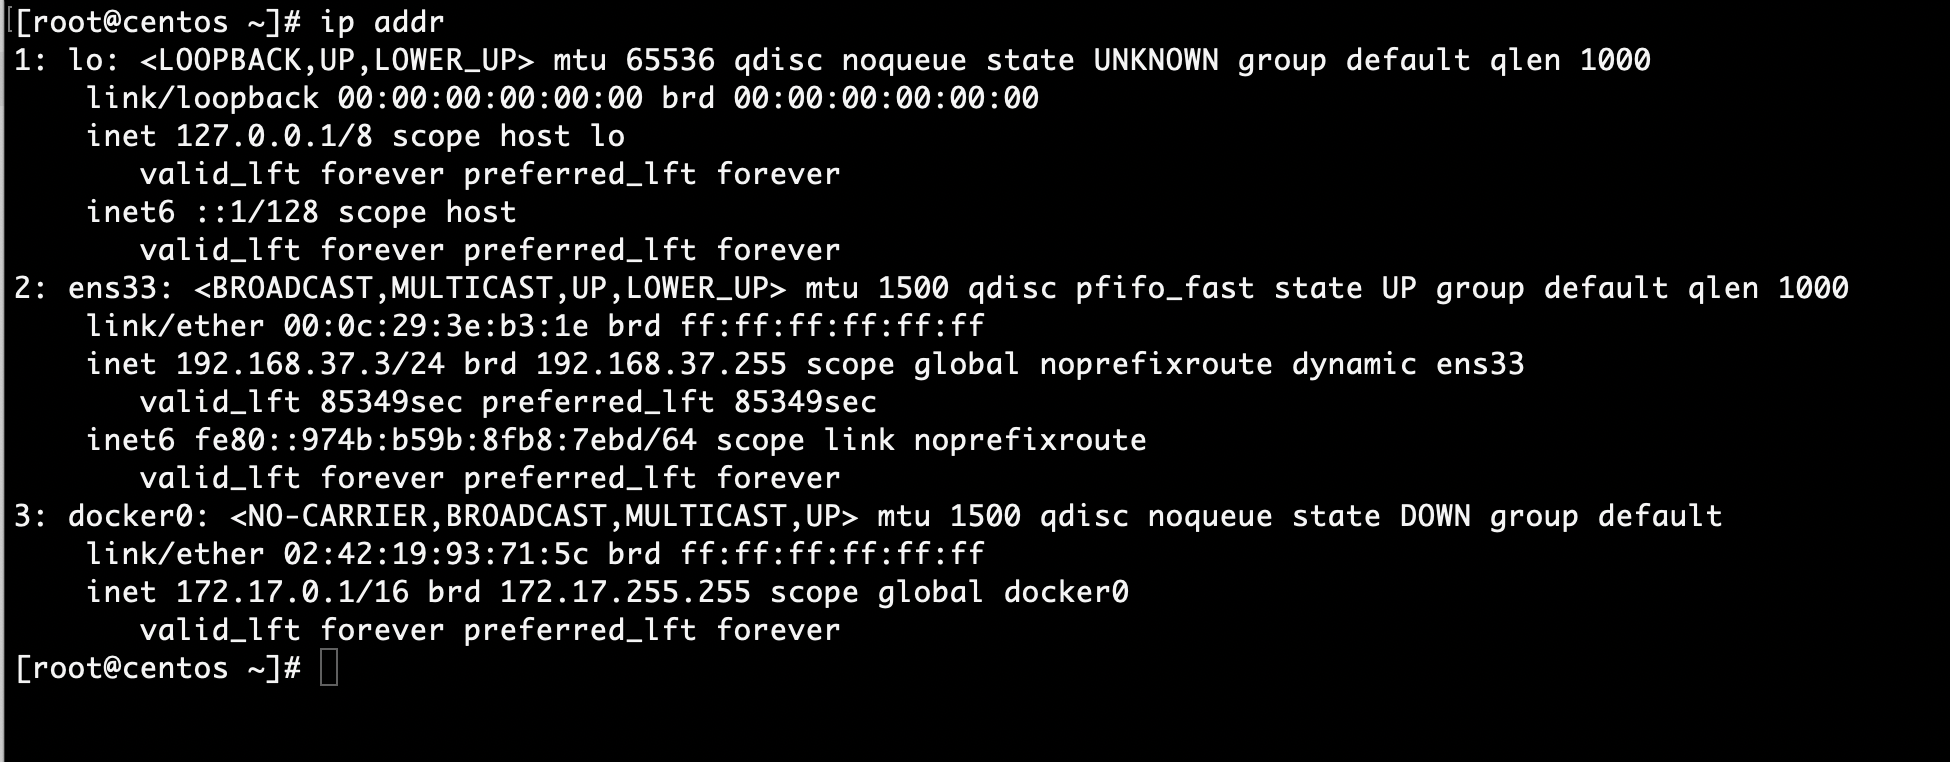 [root@centos ~]# ip addr
1: lo: <LOOPBACK,UP,LOWER_UP> mtu 65536 qdisc noqueue state UNKNOWN group default qlen 1000
    link/loopback 00:00:00:00:00:00 brd 00:00:00:00:00:00
    inet 127.0.0.1/8 scope host lo
       valid_lft forever preferred_lft forever
    inet6 ::1/128 scope host
       valid_lft forever preferred_lft forever
2: ens33: <BROADCAST,MULTICAST,UP,LOWER_UP> mtu 1500 qdisc pfifo_fast state UP group default qlen 1000
    link/ether 00:0c:29:3e:b3:1e brd ff:ff:ff:ff:ff:ff
    inet 192.168.37.3/24 brd 192.168.37.255 scope global noprefixroute dynamic ens33
       valid_lft 85349sec preferred_lft 85349sec
    inet6 fe80::974b:b59b:8fb8:7ebd/64 scope link noprefixroute
       valid_lft forever preferred_lft forever
3: docker0: <NO-CARRIER,BROADCAST,MULTICAST,UP> mtu 1500 qdisc noqueue state DOWN group default
    link/ether 02:42:19:93:71:5c brd ff:ff:ff:ff:ff:ff
    inet 172.17.0.1/16 brd 172.17.255.255 scope global docker0
       valid_lft forever preferred_lft forever
[root@centos ~]#